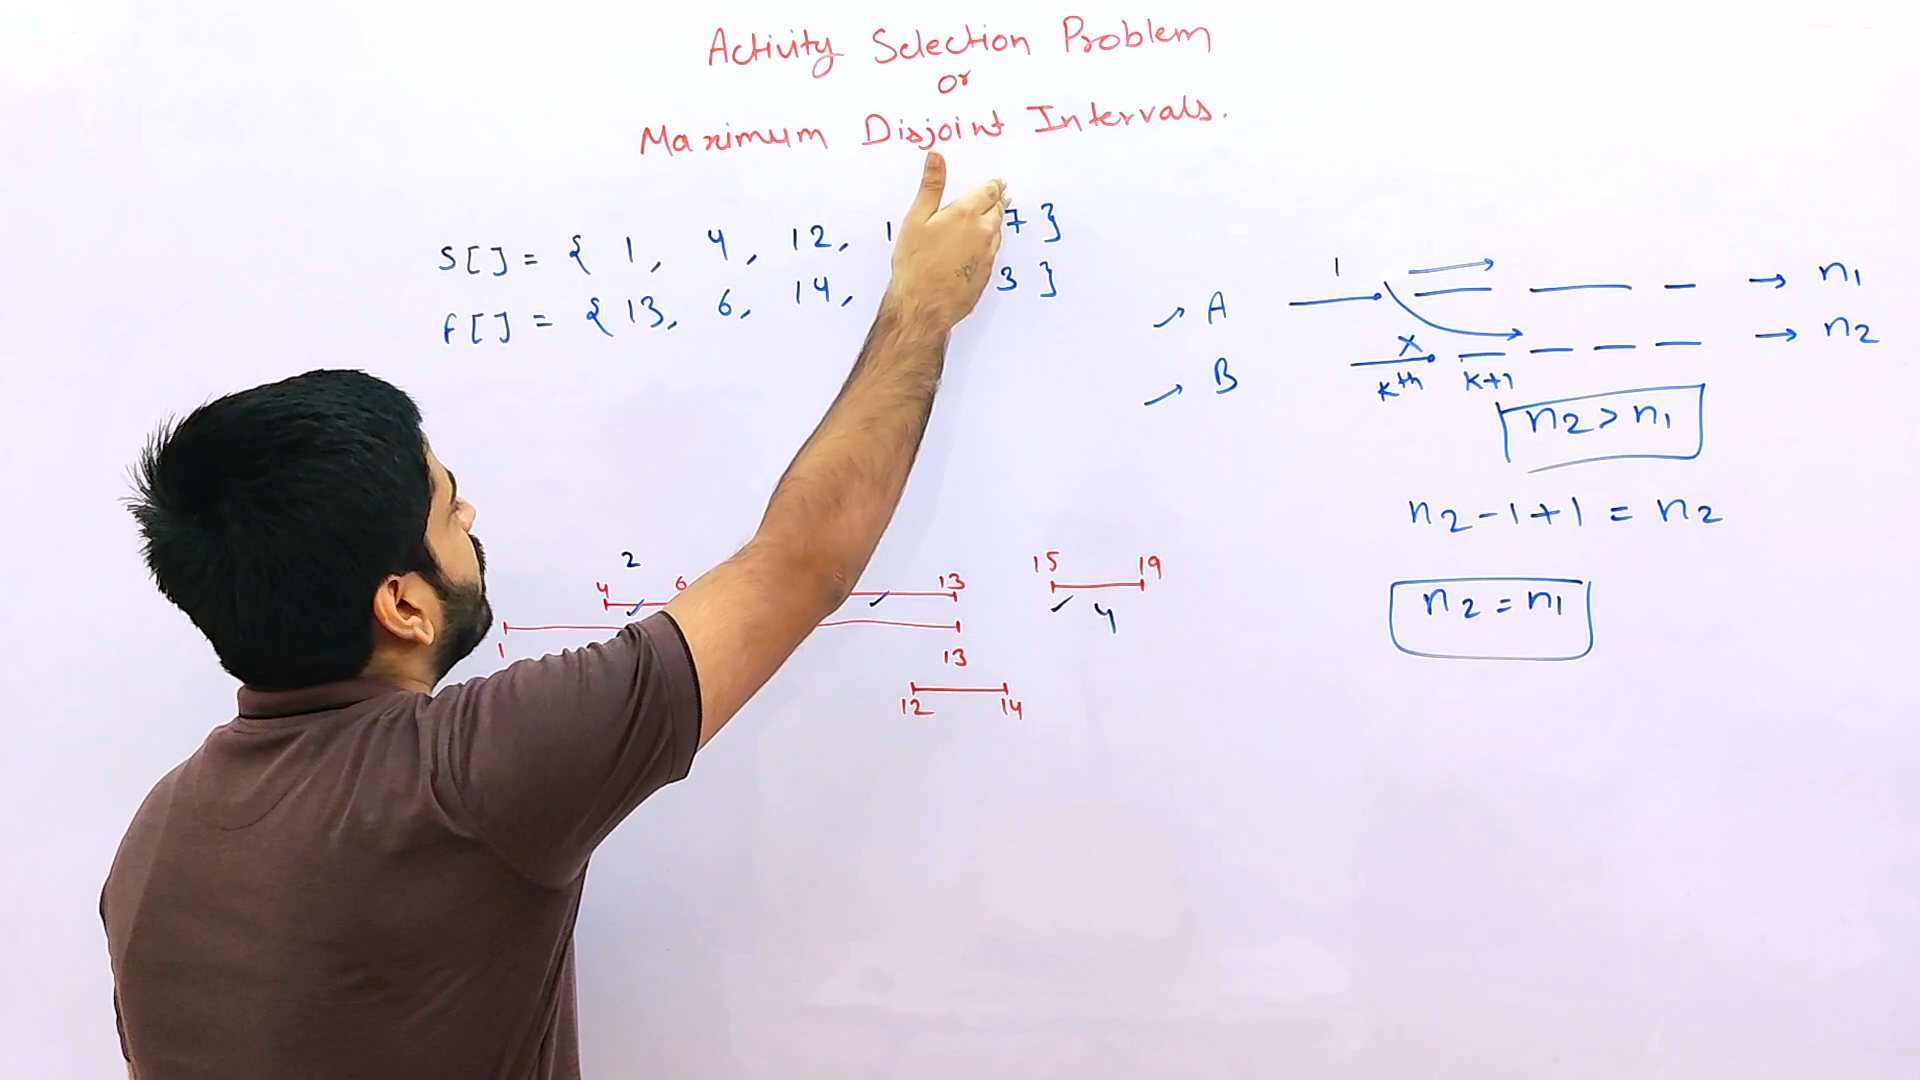 Activity Selection Problem
or
Maximum Disjoint Intervals.
S[] = { 1, 4, 12, 1 7 }
f[] = { 13, 6, 14, 3 }
1 → n1
A
→ n2
X
B
kth k+1
n2 > n1
n2 - 1 + 1 = n2
n2 = n1
2
4 6 13
15 19
4
1 13
12 14